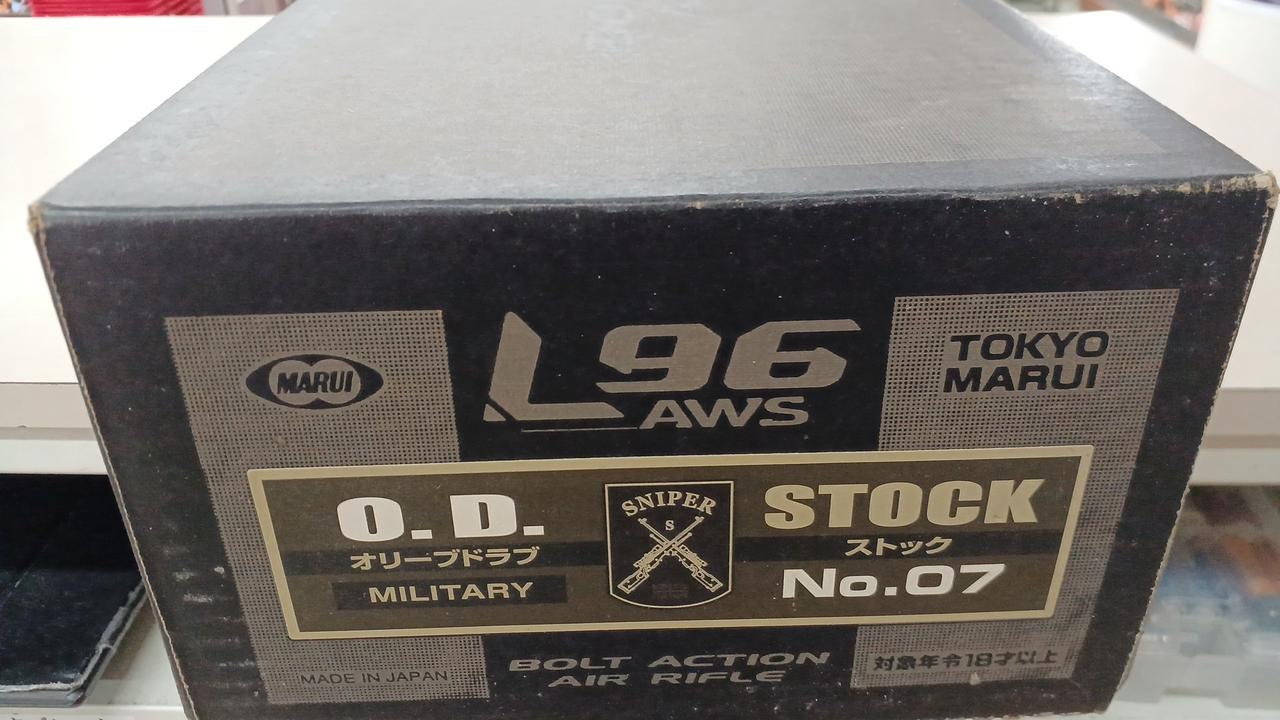 MARUI
L96
AWS
TOKYO
MARUI
O. D.
オリーブドラブ
MILITARY
SNIPER
S
STOCK
ストック
No.07
MADE IN JAPAN
BOLT ACTION
AIR RIFLE
対象年令18才以上